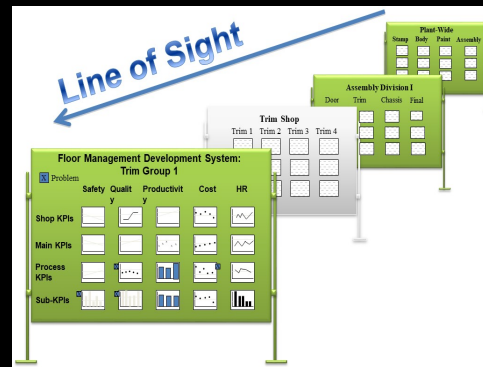 Line of Sight
Plant-Wide
Stamp Body Paint Assembly
Assembly Division I
Door Trim Chassis Final
Trim Shop
Trim 1 Trim 2 Trim 3 Trim 4
Floor Management Development System:
Trim Group 1
X Problem
Safety Qualit
y Productivit
y Cost HR
Shop KPIs
Main KPIs
Process
KPIs
Sub-KPIs